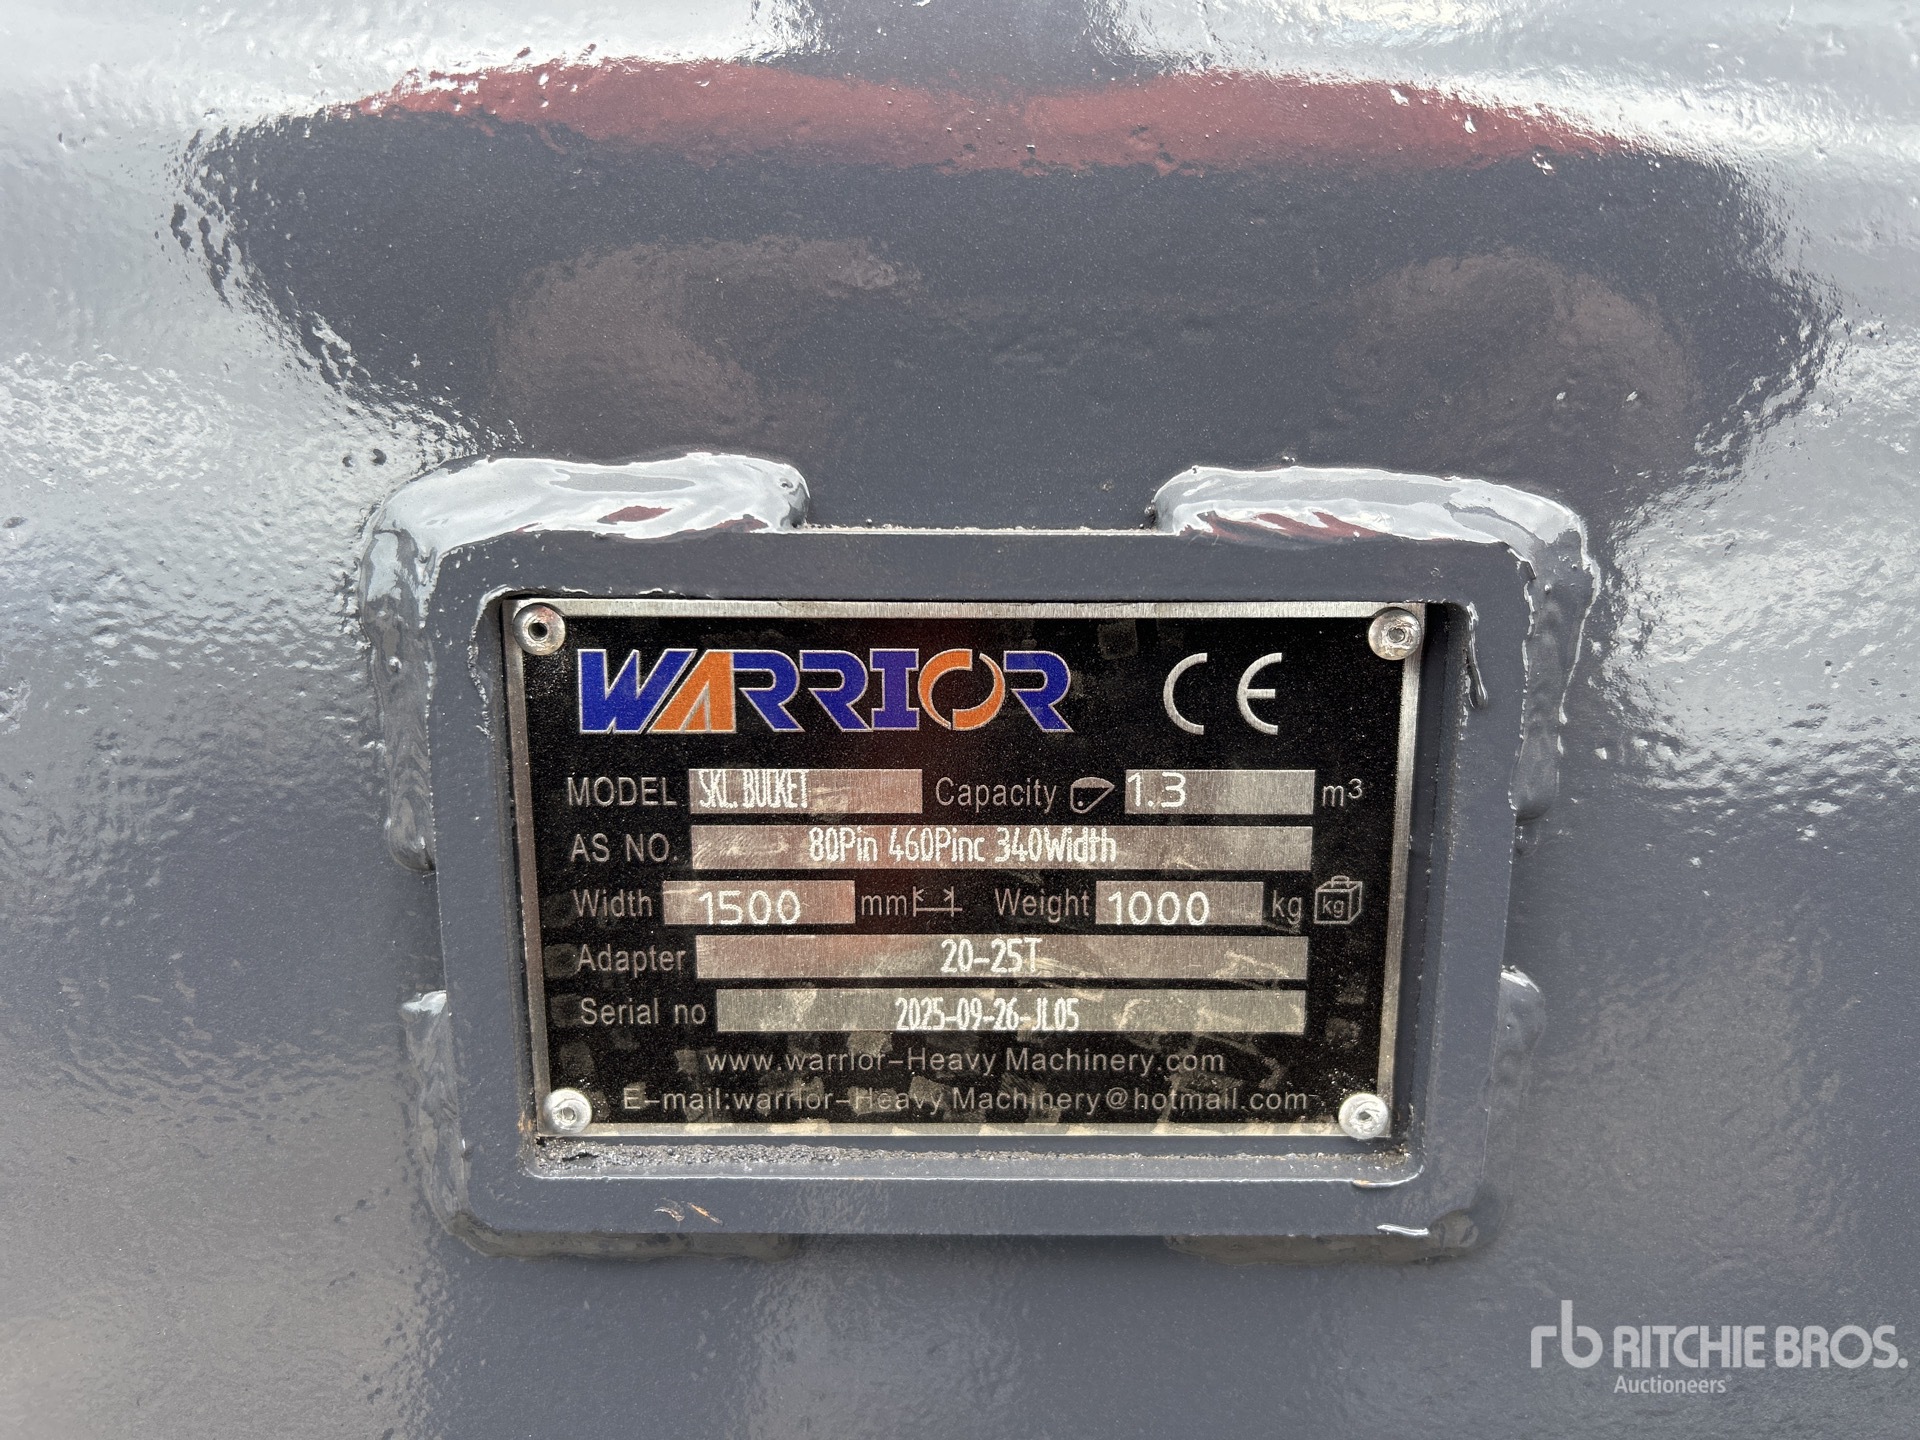 WARRIOR CE
MODEL SKL. BUCKET Capacity 1.3 m³
AS NO. 80Pin 460Pinc 340Width
Width 1500 mm Weight 1000 kg kg
Adapter 20-25T
Serial no 2025-09-26-JL05
www.warrior-Heavy Machinery.com
E-mail:warrior-Heavy Machinery@hotmail.com
rb RITCHIE BROS.
Auctioneers